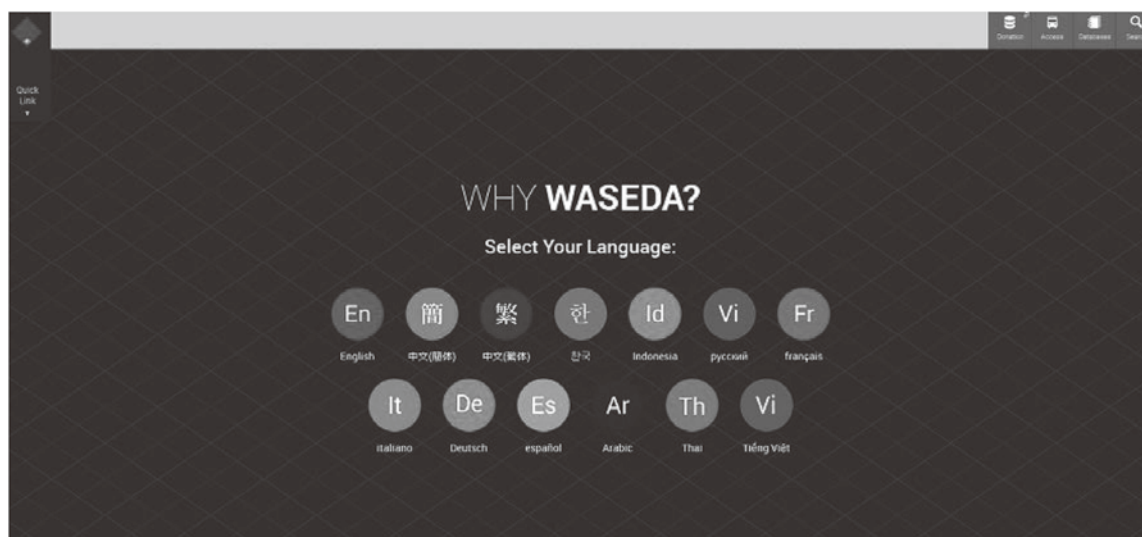 Donation Access Databases Search
Quick
Link
WHY WASEDA?
Select Your Language:
En 簡 繁 한 Id Vi Fr
English 中文(簡体) 中文(繁体) 한국 Indonesia русский français
It De Es Ar Th Vi
italiano Deutsch español Arabic Thai Tiếng Việt